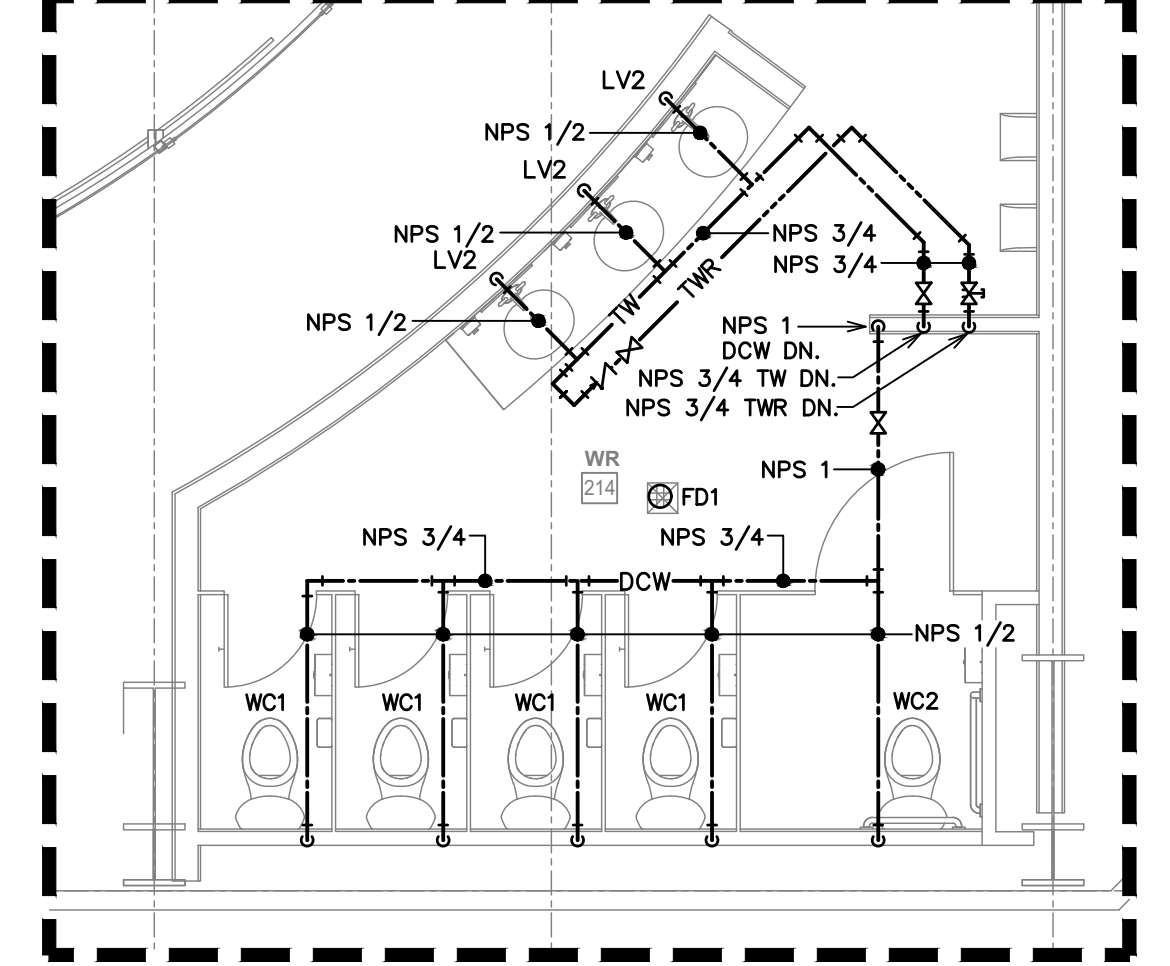 LV2
NPS 1/2
LV2
NPS 1/2
LV2
NPS 1/2
NPS 3/4
NPS 3/4
TW
TWR
NPS 1
DCW DN.
NPS 3/4 TW DN.
NPS 3/4 TWR DN.
WR
214
FD1
NPS 1
NPS 3/4
NPS 3/4
DCW
NPS 1/2
WC1
WC1
WC1
WC1
WC2